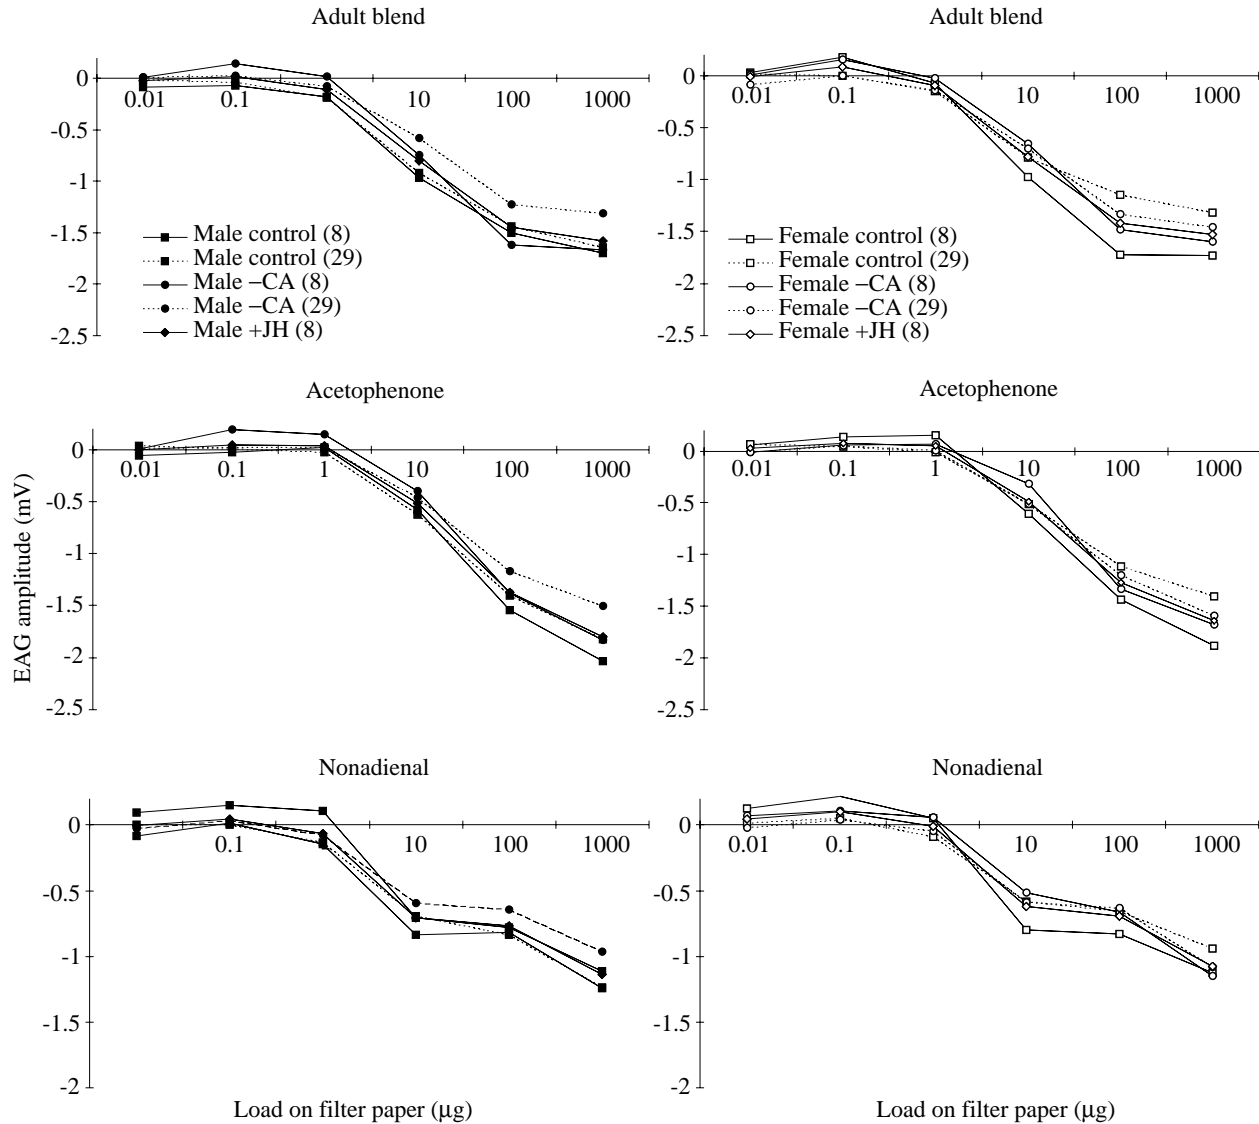 Adult blend
0
0.01 0.1 1 10 100 1000
-0.5
-1
-1.5
-2
-2.5
Male control (8)
Male control (29)
Male −CA (8)
Male −CA (29)
Male +JH (8)
Adult blend
0
0.01 0.1 1 10 100 1000
-0.5
-1
-1.5
-2
-2.5
Female control (8)
Female control (29)
Female −CA (8)
Female −CA (29)
Female +JH (8)
Acetophenone
0
0.01 0.1 1 10 100 1000
-0.5
-1
-1.5
-2
-2.5
Acetophenone
0
0.01 0.1 1 10 100 1000
-0.5
-1
-1.5
-2
-2.5
EAG amplitude (mV)
Nonadienal
0
0.1 10 100 1000
-0.5
-1
-1.5
-2
Load on filter paper (μg)
Nonadienal
0
0.01 0.1 1 10 100 1000
-0.5
-1
-1.5
-2
Load on filter paper (μg)